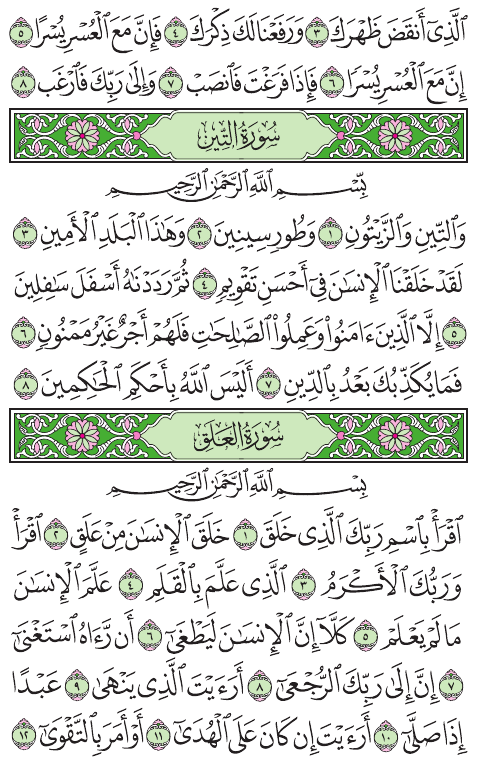 ٱلَّذِىٓ أَنقَضَ ظَهْرَكَ ٣ وَرَفَعْنَا لَكَ ذِكْرَكَ ٤ فَإِنَّ مَعَ ٱلْعُسْرِ يُسْرًا ٥
إِنَّ مَعَ ٱلْعُسْرِ يُسْرًا ٦ فَإِذَا فَرَغْتَ فَٱنصَبْ ٧ وَإِلَىٰ رَبِّكَ فَٱرْغَب ٨
سُورَةُ التِّينِ
بِسْمِ ٱللَّهِ ٱلرَّحْمَٰنِ ٱلرَّحِيمِ
وَٱلتِّينِ وَٱلزَّيْتُونِ ١ وَطُورِ سِينِينَ ٢ وَهَٰذَا ٱلْبَلَدِ ٱلْأَمِينِ ٣
لَقَدْ خَلَقْنَا ٱلْإِنسَٰنَ فِىٓ أَحْسَنِ تَقْوِيمٍ ٤ ثُمَّ رَدَدْنَٰهُ أَسْفَلَ سَٰفِلِينَ
٥ إِلَّا ٱلَّذِينَ ءَامَنُوا۟ وَعَمِلُوا۟ ٱلصَّٰلِحَٰتِ فَلَهُمْ أَجْرٌ غَيْرُ مَمْنُونٍ ٦
فَمَا يُكَذِّبُكَ بَعْدُ بِٱلدِّينِ ٧ أَلَيْسَ ٱللَّهُ بِأَحْكَمِ ٱلْحَٰكِمِينَ ٨
سُورَةُ العَلَقِ
بِسْمِ ٱللَّهِ ٱلرَّحْمَٰنِ ٱلرَّحِيمِ
ٱقْرَأْ بِٱسْمِ رَبِّكَ ٱلَّذِى خَلَقَ ١ خَلَقَ ٱلْإِنسَٰنَ مِنْ عَلَقٍ ٢ ٱقْرَأْ
وَرَبُّكَ ٱلْأَكْرَمُ ٣ ٱلَّذِى عَلَّمَ بِٱلْقَلَمِ ٤ عَلَّمَ ٱلْإِنسَٰنَ
مَا لَمْ يَعْلَمْ ٥ كَلَّآ إِنَّ ٱلْإِنسَٰنَ لَيَطْغَىٰٓ ٦ أَن رَّءَاهُ ٱسْتَغْنَىٰٓ
٧ إِنَّ إِلَىٰ رَبِّكَ ٱلرُّجْعَىٰٓ ٨ أَرَءَيْتَ ٱلَّذِى يَنْهَىٰ ٩ عَبْدًا
إِذَا صَلَّىٰٓ ١٠ أَرَءَيْتَ إِن كَانَ عَلَى ٱلْهُدَىٰٓ ١١ أَوْ أَمَرَ بِٱلتَّقْوَىٰٓ ١٢